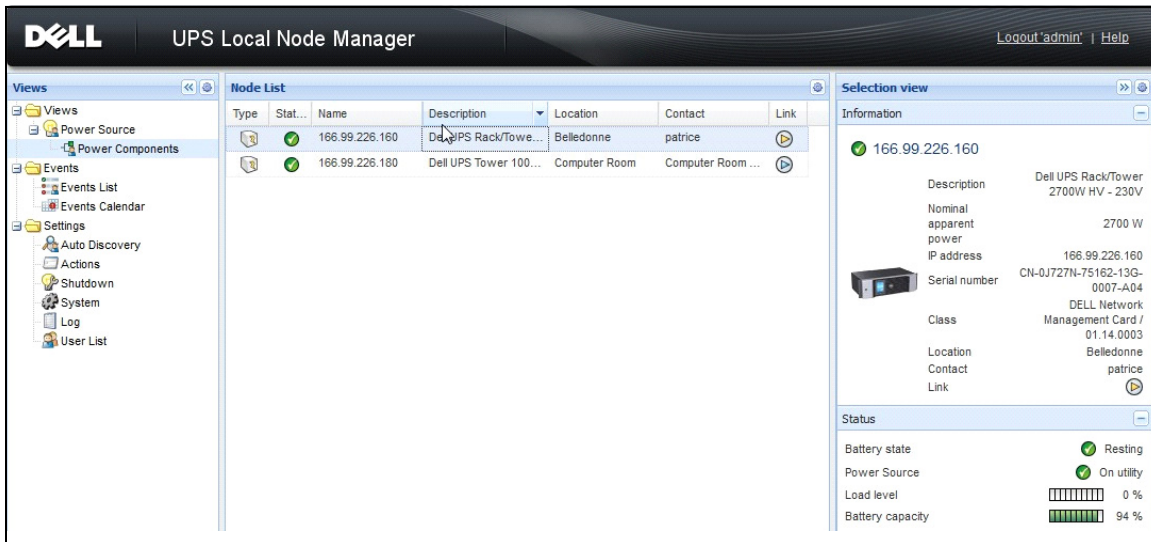 DELL
UPS Local Node Manager
Logout 'admin' | Help
Views
Views
Power Source
Power Components
Events
Events List
Events Calendar
Settings
Auto Discovery
Actions
Shutdown
System
Log
User List
Node List
Type Stat... Name Description Location Contact Link
166.99.226.160 Dell UPS Rack/Towe... Belledonne patrice
166.99.226.180 Dell UPS Tower 100... Computer Room Computer Room ...
Selection view
Information
166.99.226.160
Description Dell UPS Rack/Tower
2700W HV - 230V
Nominal
apparent 2700 W
power
IP address 166.99.226.160
Serial number CN-0J727N-75162-13G-
0007-A04
DELL Network
Class Management Card /
01.14.0003
Location Belledonne
Contact patrice
Link
Status
Battery state Resting
Power Source On utility
Load level 0 %
Battery capacity 94 %